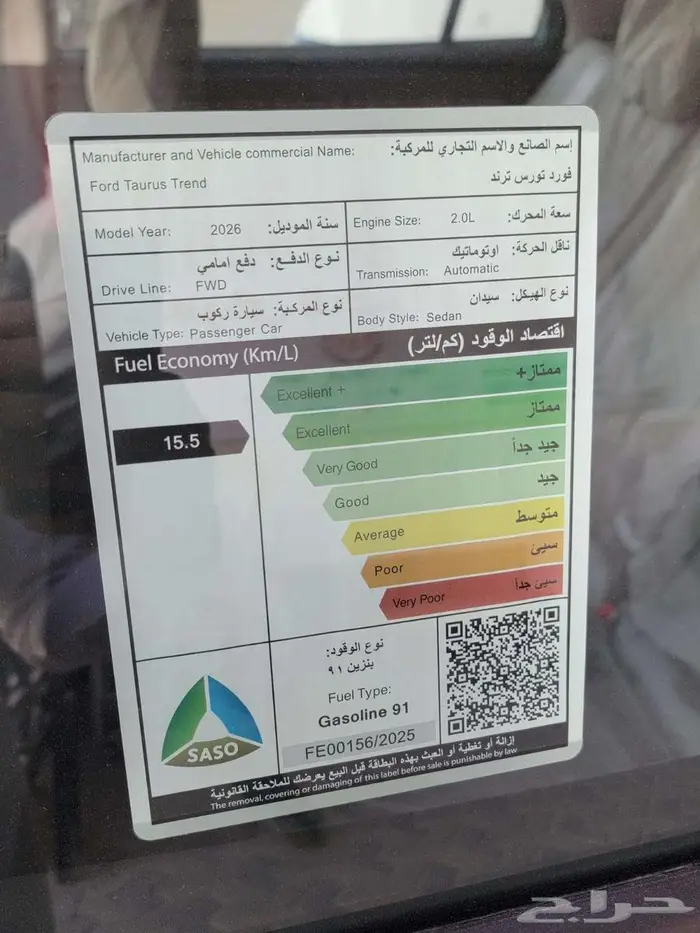 Manufacturer and Vehicle commercial Name: إسم الصانع والاسم التجاري للمركبة:
Ford Taurus Trend فورد تورس ترند
Model Year: 2026 سنة الموديل:
Engine Size: 2.0L سعة المحرك:
نوع الدفع: دفع امامي
Drive Line: FWD
ناقل الحركة: اوتوماتيك
Transmission: Automatic
نوع المركبة: سيارة ركوب
Vehicle Type: Passenger Car
نوع الهيكل: سيدان
Body Style: Sedan
Fuel Economy (Km/L) اقتصاد الوقود (كم/لتر)
15.5
Excellent + ممتاز+
Excellent ممتاز
Very Good جيد جداً
Good جيد
Average متوسط
Poor سيئ
Very Poor سيئ جداً
نوع الوقود:
بنزين ٩١
Fuel Type:
Gasoline 91
FE00156/2025
SASO
إزالة أو تغطية أو العبث بهذه البطاقة قبل البيع يعرضك للملاحقة القانونية
The removal, covering or damaging of this label before sale is punishable by law
حراج